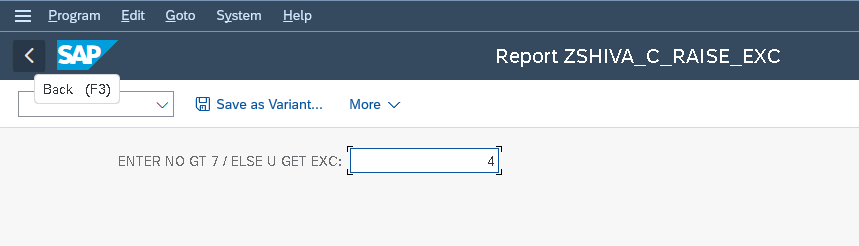 Program Edit Goto System Help
SAP Report ZSHIVA_C_RAISE_EXC
Back (F3)
Save as Variant... More
ENTER NO GT 7 / ELSE U GET EXC: 4